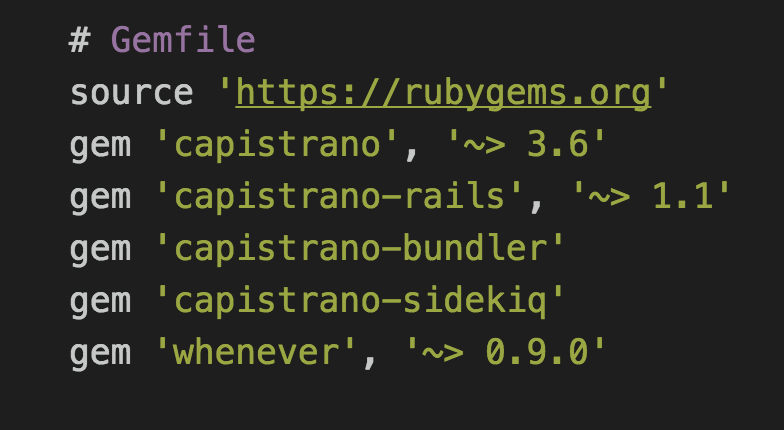 # Gemfile
source 'https://rubygems.org'
gem 'capistrano', '~> 3.6'
gem 'capistrano-rails', '~> 1.1'
gem 'capistrano-bundler'
gem 'capistrano-sidekiq'
gem 'whenever', '~> 0.9.0'